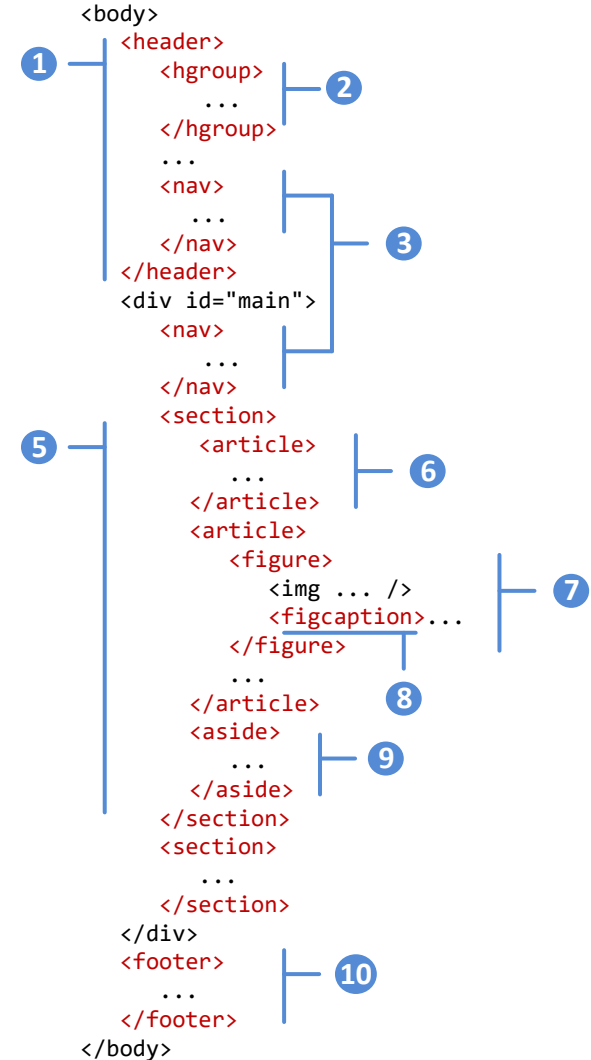 <body>
<header>
1
<hgroup>
2
...
</hgroup>
...
<nav>
...
3
</nav>
</header>
<div id="main">
<nav>
...
</nav>
<section>
5
<article>
6
...
</article>
<article>
<figure>
<img ... />
7
<figcaption>...
</figure>
...
8
</article>
<aside>
9
...
</aside>
</section>
<section>
...
</section>
</div>
<footer>
10
...
</footer>
</body>